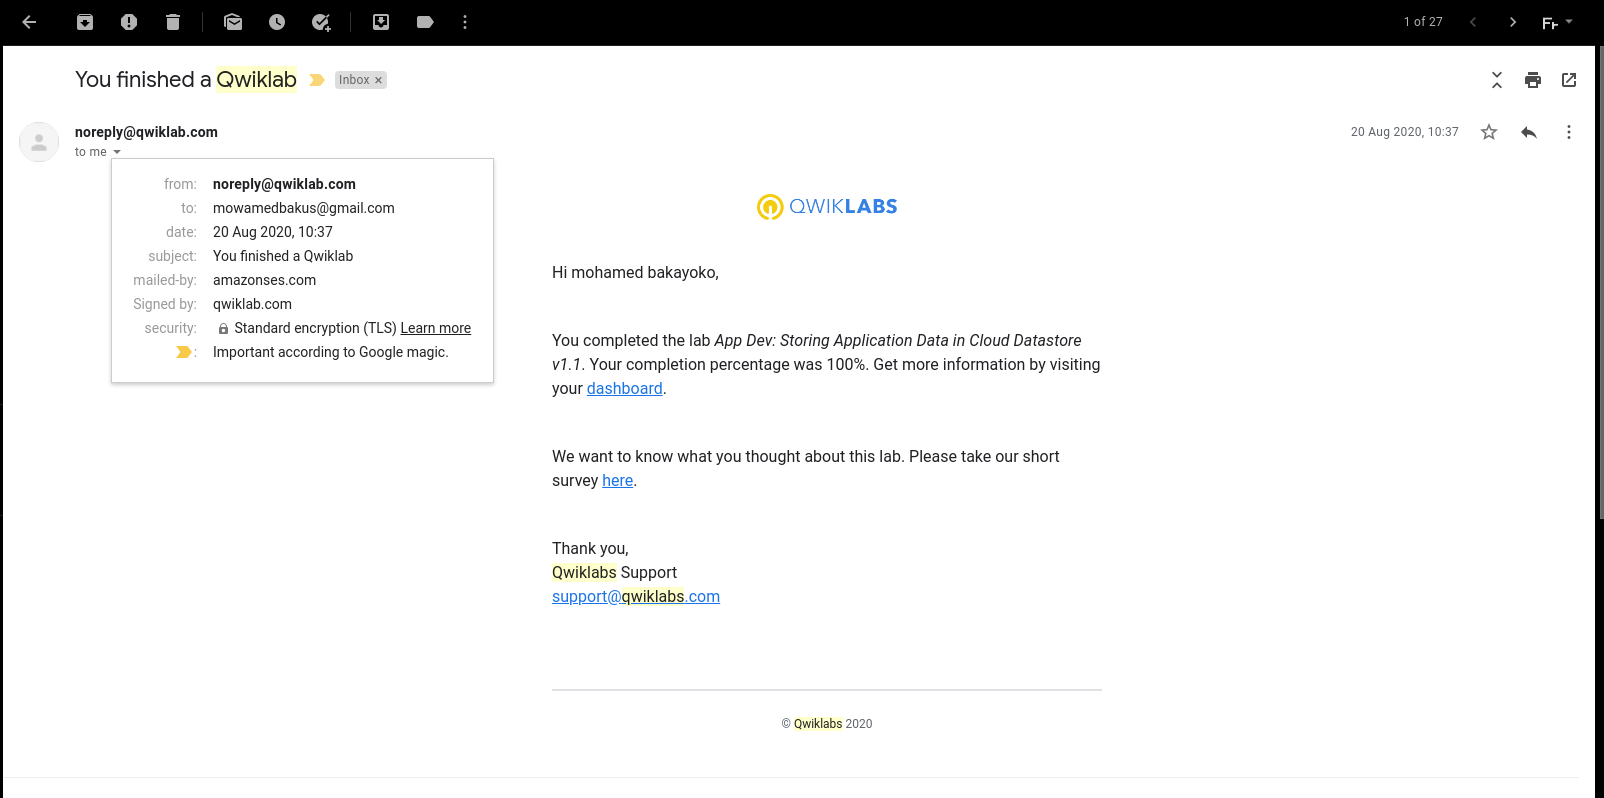 1 of 27
You finished a Qwiklab
Inbox ×
noreply@qwiklab.com
20 Aug 2020, 10:37
to me
from: noreply@qwiklab.com
to: mowamedbakus@gmail.com
date: 20 Aug 2020, 10:37
subject: You finished a Qwiklab
mailed-by: amazonses.com
Signed by: qwiklab.com
security: Standard encryption (TLS) Learn more
: Important according to Google magic.
QWIKLABS
Hi mohamed bakayoko,
You completed the lab App Dev: Storing Application Data in Cloud Datastore
v1.1. Your completion percentage was 100%. Get more information by visiting
your dashboard.
We want to know what you thought about this lab. Please take our short
survey here.
Thank you,
Qwiklabs Support
support@qwiklabs.com
© Qwiklabs 2020